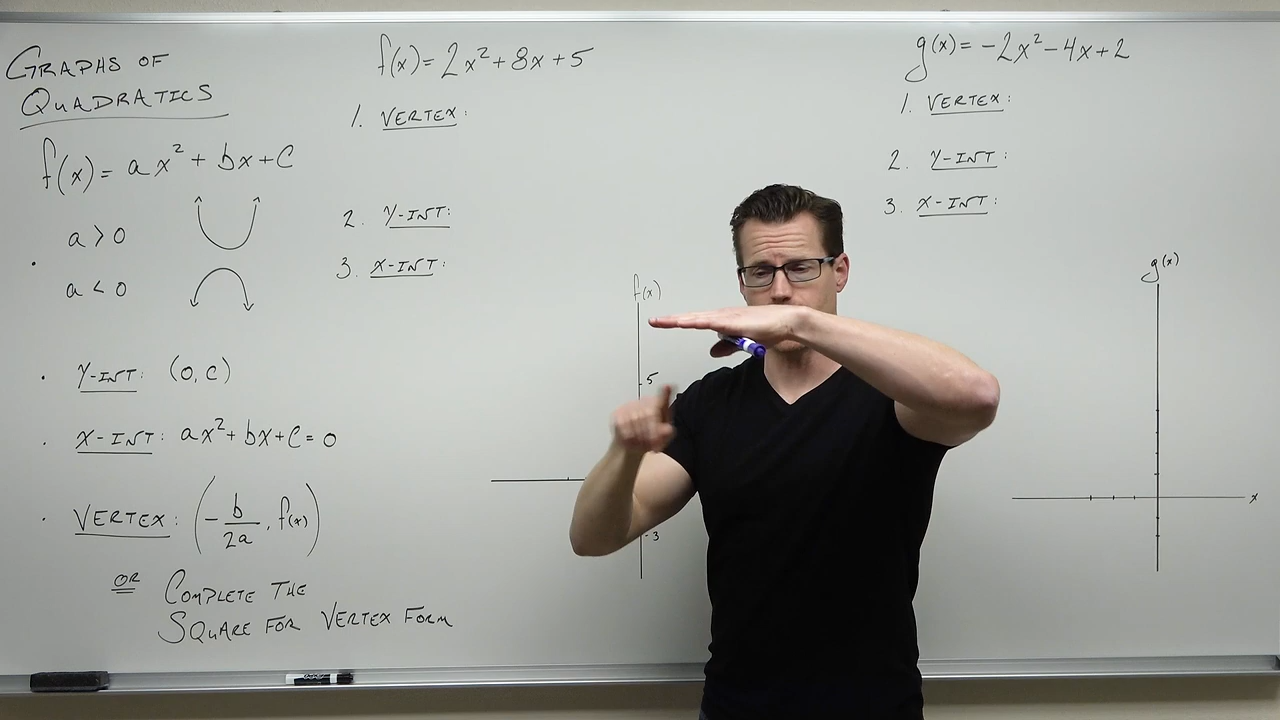 GRAPHS OF
QUADRATICS
f(x) = ax² + bx + C
a > 0
a < 0
Y-INT: (0, C)
X-INT: ax² + bx + C = 0
VERTEX: (-b/2a, f(x))
OR COMPLETE THE
SQUARE FOR VERTEX FORM
f(x) = 2x² + 8x + 5
1. VERTEX:
2. Y-INT:
3. X-INT:
f(x)
5
-3
g(x) = -2x² - 4x + 2
1. VERTEX:
2. Y-INT:
3. X-INT:
g(x)
x